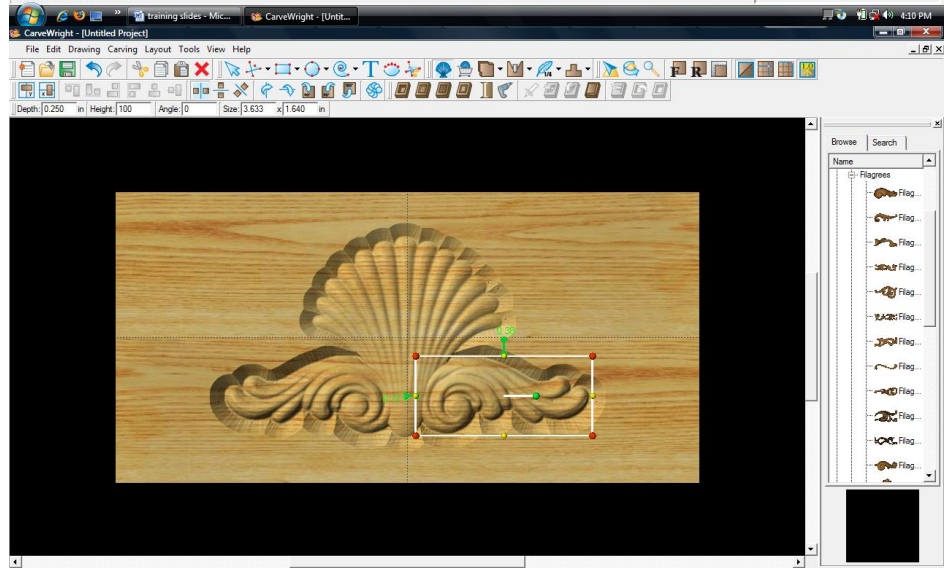 training slides - Mic...
CarveWright - [Untit...
4:10 PM
CarveWright - [Untitled Project]
File Edit Drawing Carving Layout Tools View Help
Depth: 0.250 in Height: 100 Angle: 0 Size: 3.633 x 1.640 in
Browse Search
Name
Filagrees
Filag...
Filag...
Filag...
Filag...
Filag...
Filag...
Filag...
Filag...
Filag...
Filag...
Filag...
Filag...
0.36